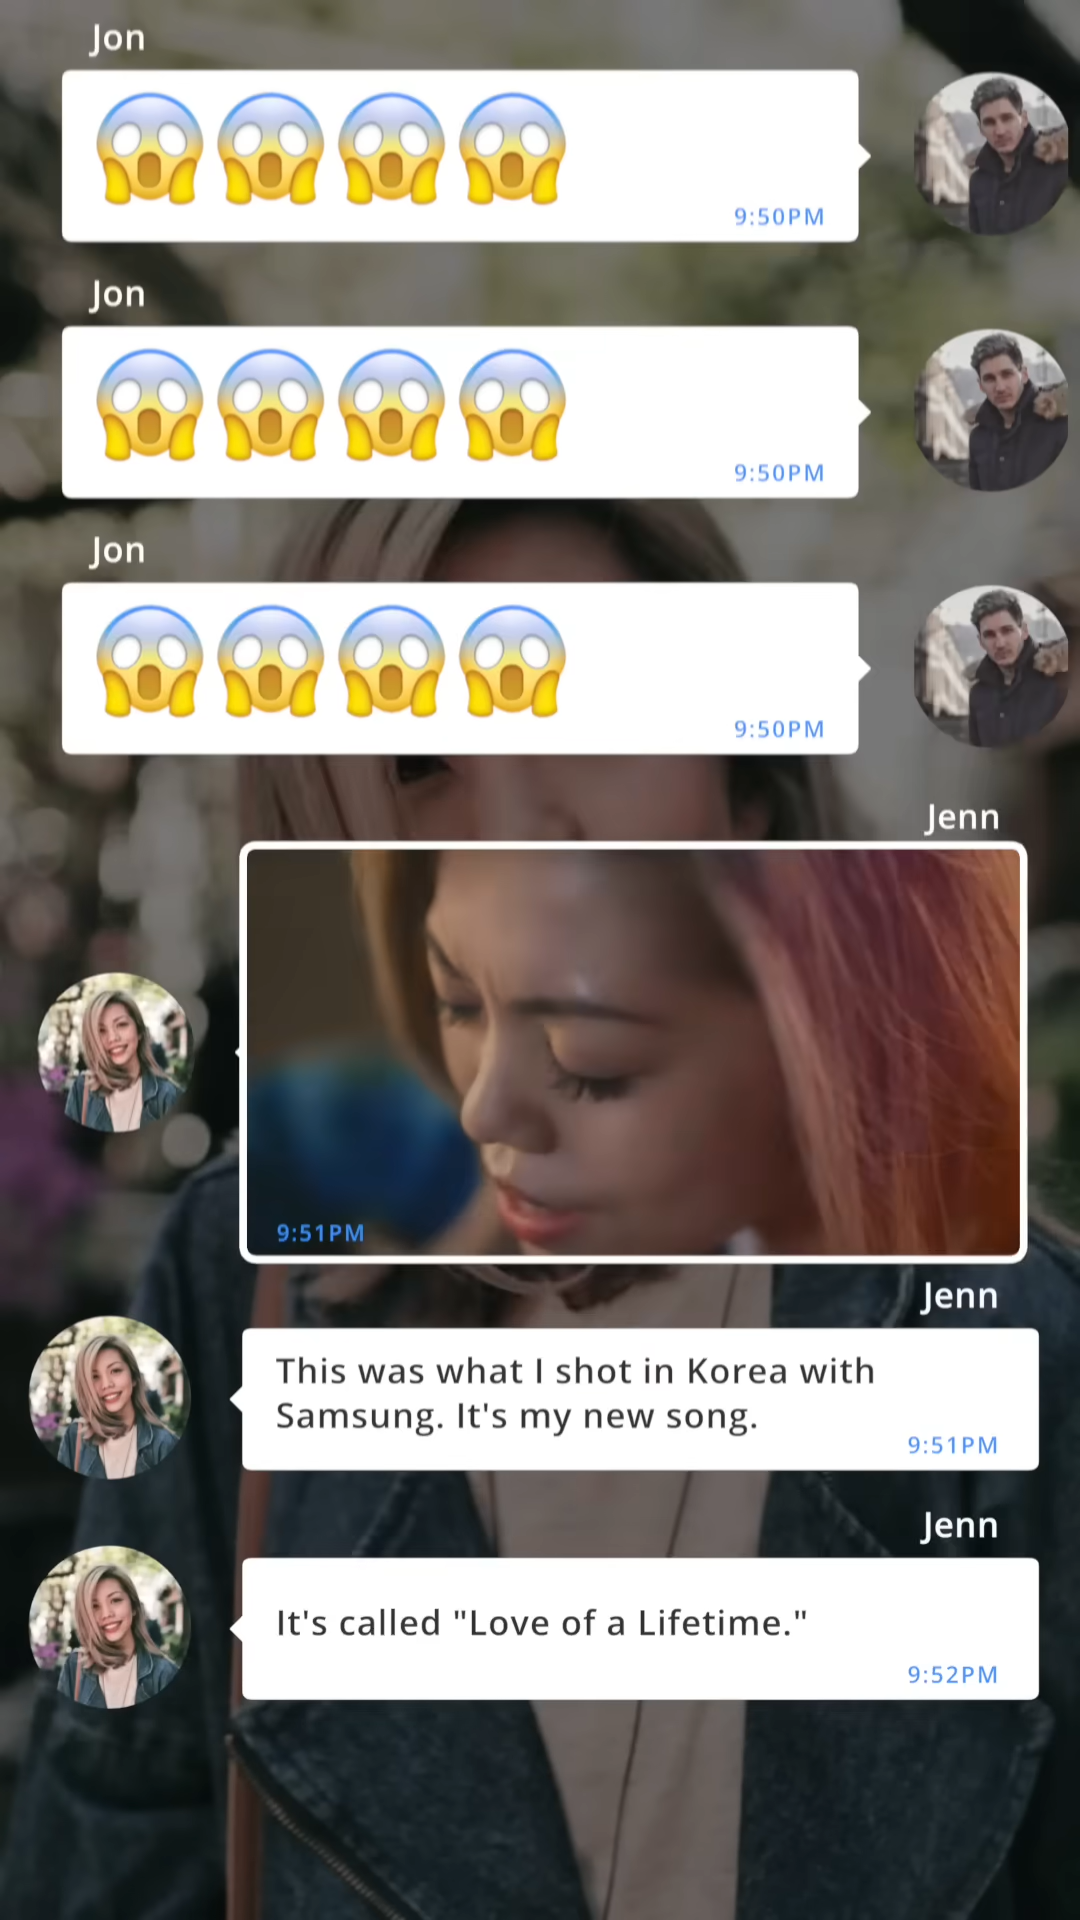 Jon
😱😱😱😱
9:50PM
Jon
😱😱😱😱
9:50PM
Jon
😱😱😱😱
9:50PM
Jenn
9:51PM
Jenn
This was what I shot in Korea with
Samsung. It's my new song.
9:51PM
Jenn
It's called "Love of a Lifetime."
9:52PM